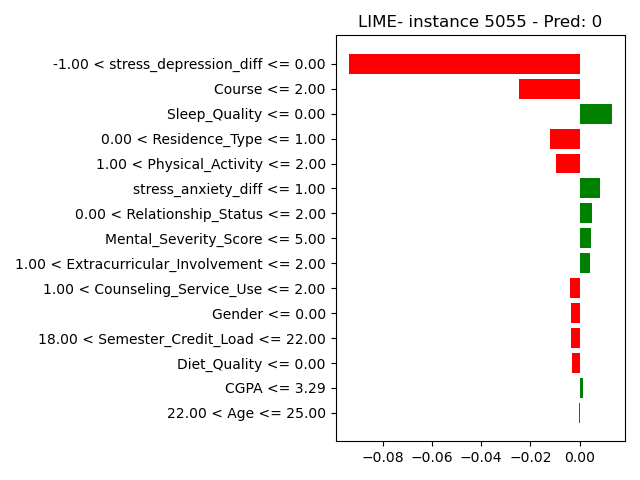 LIME- instance 5055 - Pred: 0
-1.00 < stress_depression_diff <= 0.00
Course <= 2.00
Sleep_Quality <= 0.00
0.00 < Residence_Type <= 1.00
1.00 < Physical_Activity <= 2.00
stress_anxiety_diff <= 1.00
0.00 < Relationship_Status <= 2.00
Mental_Severity_Score <= 5.00
1.00 < Extracurricular_Involvement <= 2.00
1.00 < Counseling_Service_Use <= 2.00
Gender <= 0.00
18.00 < Semester_Credit_Load <= 22.00
Diet_Quality <= 0.00
CGPA <= 3.29
22.00 < Age <= 25.00
−0.08 −0.06 −0.04 −0.02 0.00